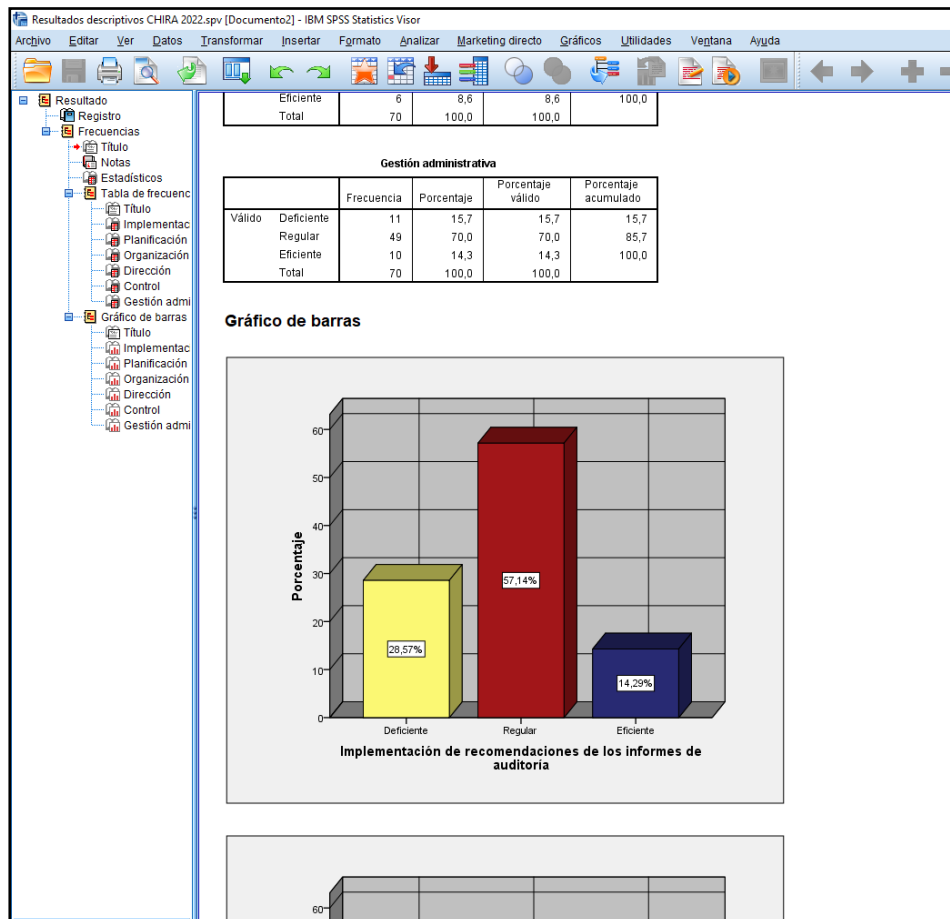 Resultados descriptivos CHIRA 2022.spv [Documento2] - IBM SPSS Statistics Visor
Archivo Editar Ver Datos Transformar Insertar Formato Analizar Marketing directo Gráficos Utilidades Ventana Ayuda
Resultado
Registro
Frecuencias
Título
Notas
Estadísticos
Tabla de frecuenc
Título
Implementac
Planificación
Organización
Dirección
Control
Gestión admi
Gráfico de barras
Título
Implementac
Planificación
Organización
Dirección
Control
Gestión admi
Eficiente 6 8,6 8,6 100,0
Total 70 100,0 100,0
Gestión administrativa
Frecuencia Porcentaje Porcentaje válido Porcentaje acumulado
Válido Deficiente 11 15,7 15,7 15,7
Regular 49 70,0 70,0 85,7
Eficiente 10 14,3 14,3 100,0
Total 70 100,0 100,0
Gráfico de barras
Porcentaje
60
50
40
30
20
10
0
28,57%
57,14%
14,29%
Deficiente Regular Eficiente
Implementación de recomendaciones de los informes de
auditoría
60